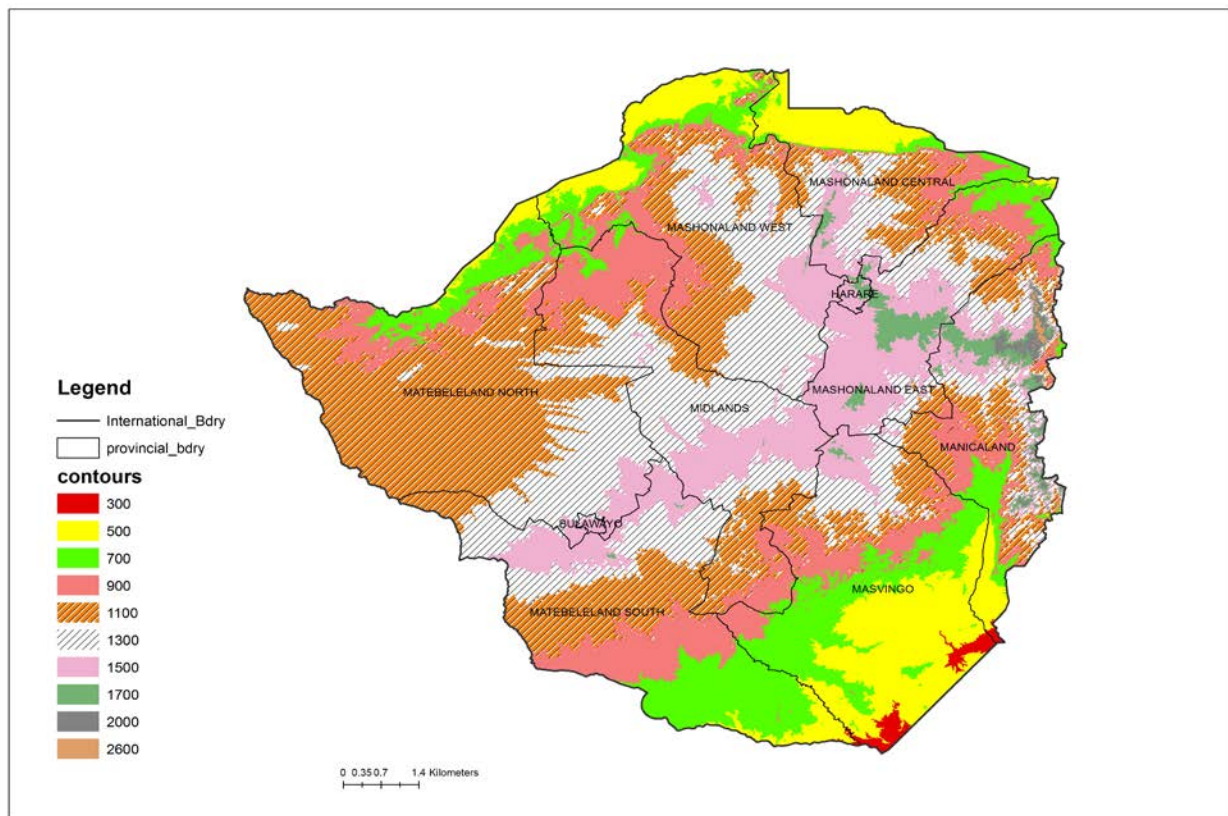 MASHONALAND CENTRAL
MASHONALAND WEST
HARARE
MATEBELELAND NORTH
MASHONALAND EAST
MIDLANDS
MANICALAND
BULAWAYO
MASVINGO
MATEBELELAND SOUTH
Legend
International_Bdry
provincial_bdry
contours
300
500
700
900
1100
1300
1500
1700
2000
2600
0 0.35 0.7 1.4 Kilometers